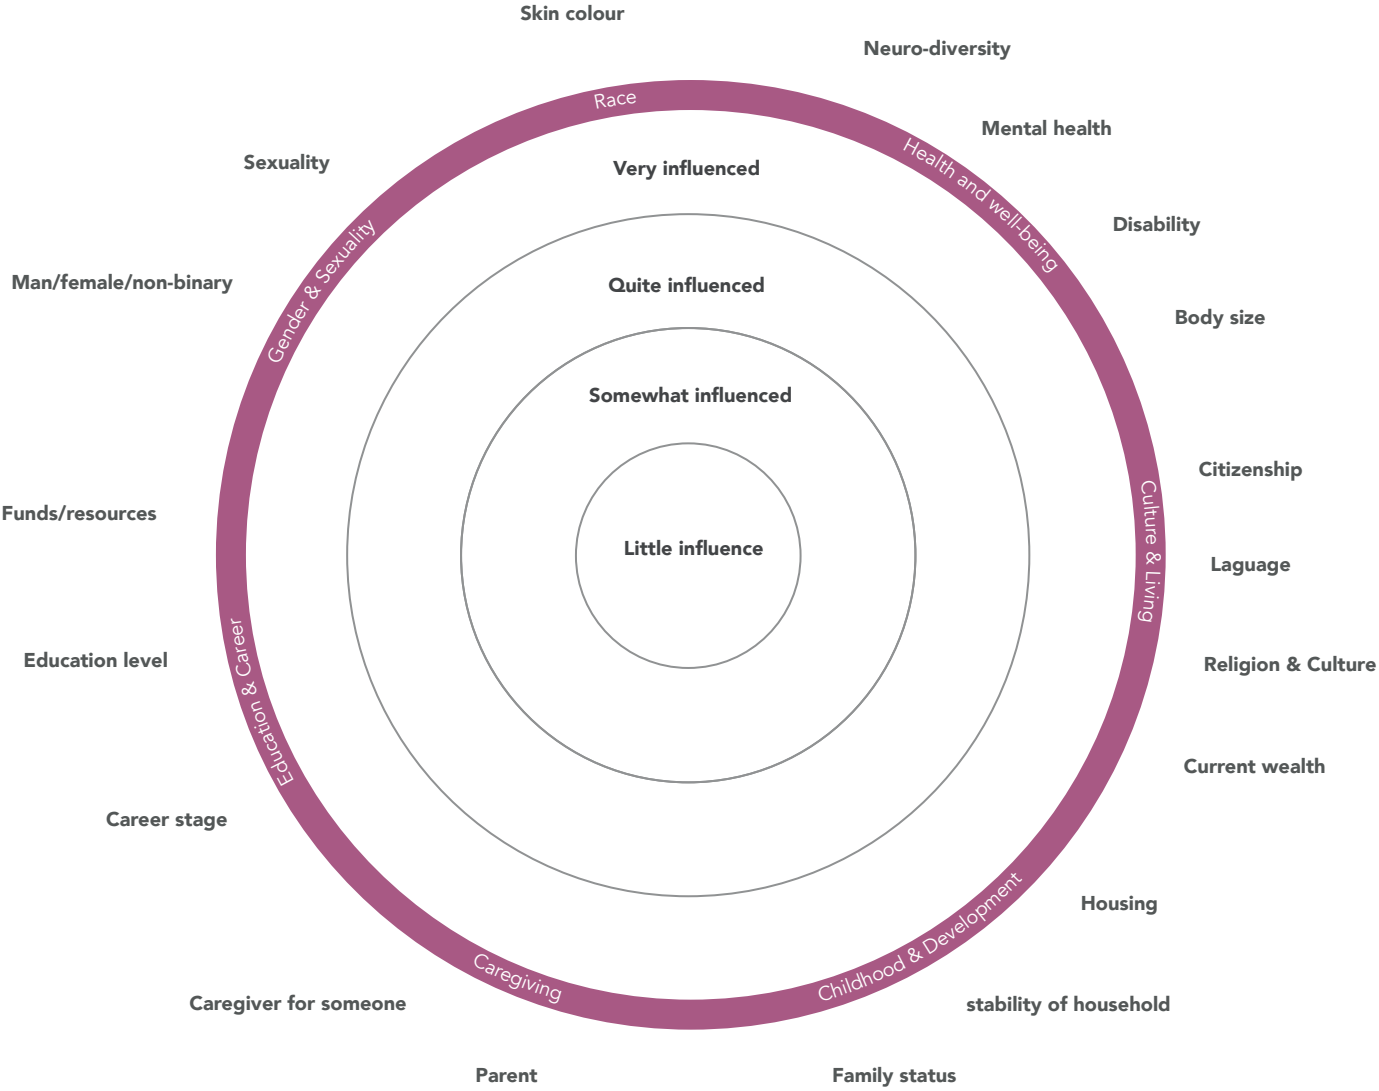 Skin colour
Neuro-diversity
Race
Mental health
Health and well-being
Sexuality
Very influenced
Disability
Gender & Sexuality
Man/female/non-binary
Quite influenced
Body size
Somewhat influenced
Citizenship
Culture & Living
Funds/resources
Little influence
Laguage
Education level
Education & Career
Religion & Culture
Current wealth
Career stage
Housing
Childhood & Development
Caregiving
Caregiver for someone
stability of household
Parent
Family status